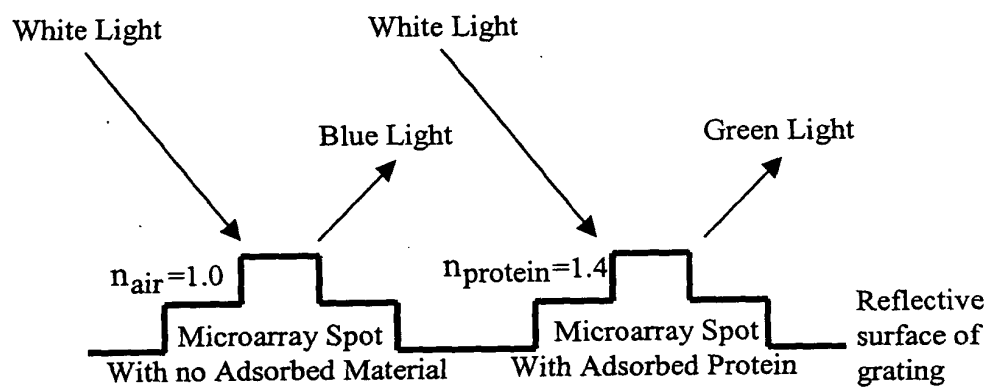 White Light
White Light
Blue Light
Green Light
n_air=1.0
n_protein=1.4
Microarray Spot
With no Adsorbed Material
Microarray Spot
With Adsorbed Protein
Reflective
surface of
grating